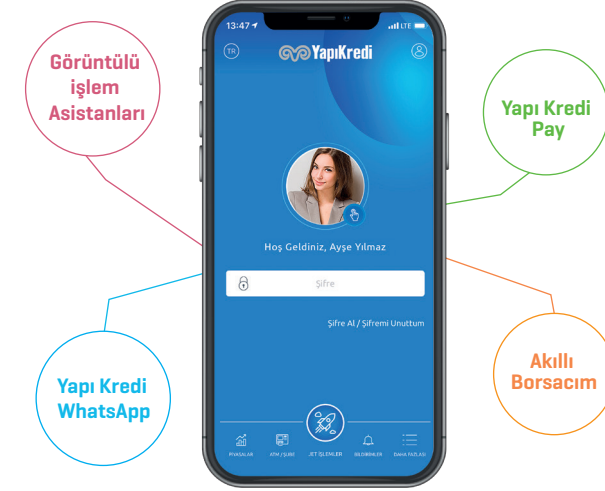 13:47
LTE
TR
YapıKredi
Görüntülü
işlem
Asistanları
Yapı Kredi
Pay
Hoş Geldiniz, Ayşe Yılmaz
Şifre
Şifre Al / Şifremi Unuttum
Yapı Kredi
WhatsApp
Akıllı
Borsacım
PİYASALAR
ATM / ŞUBE
JET İŞLEMLER
BİLDİRİMLER
DAHA FAZLASI